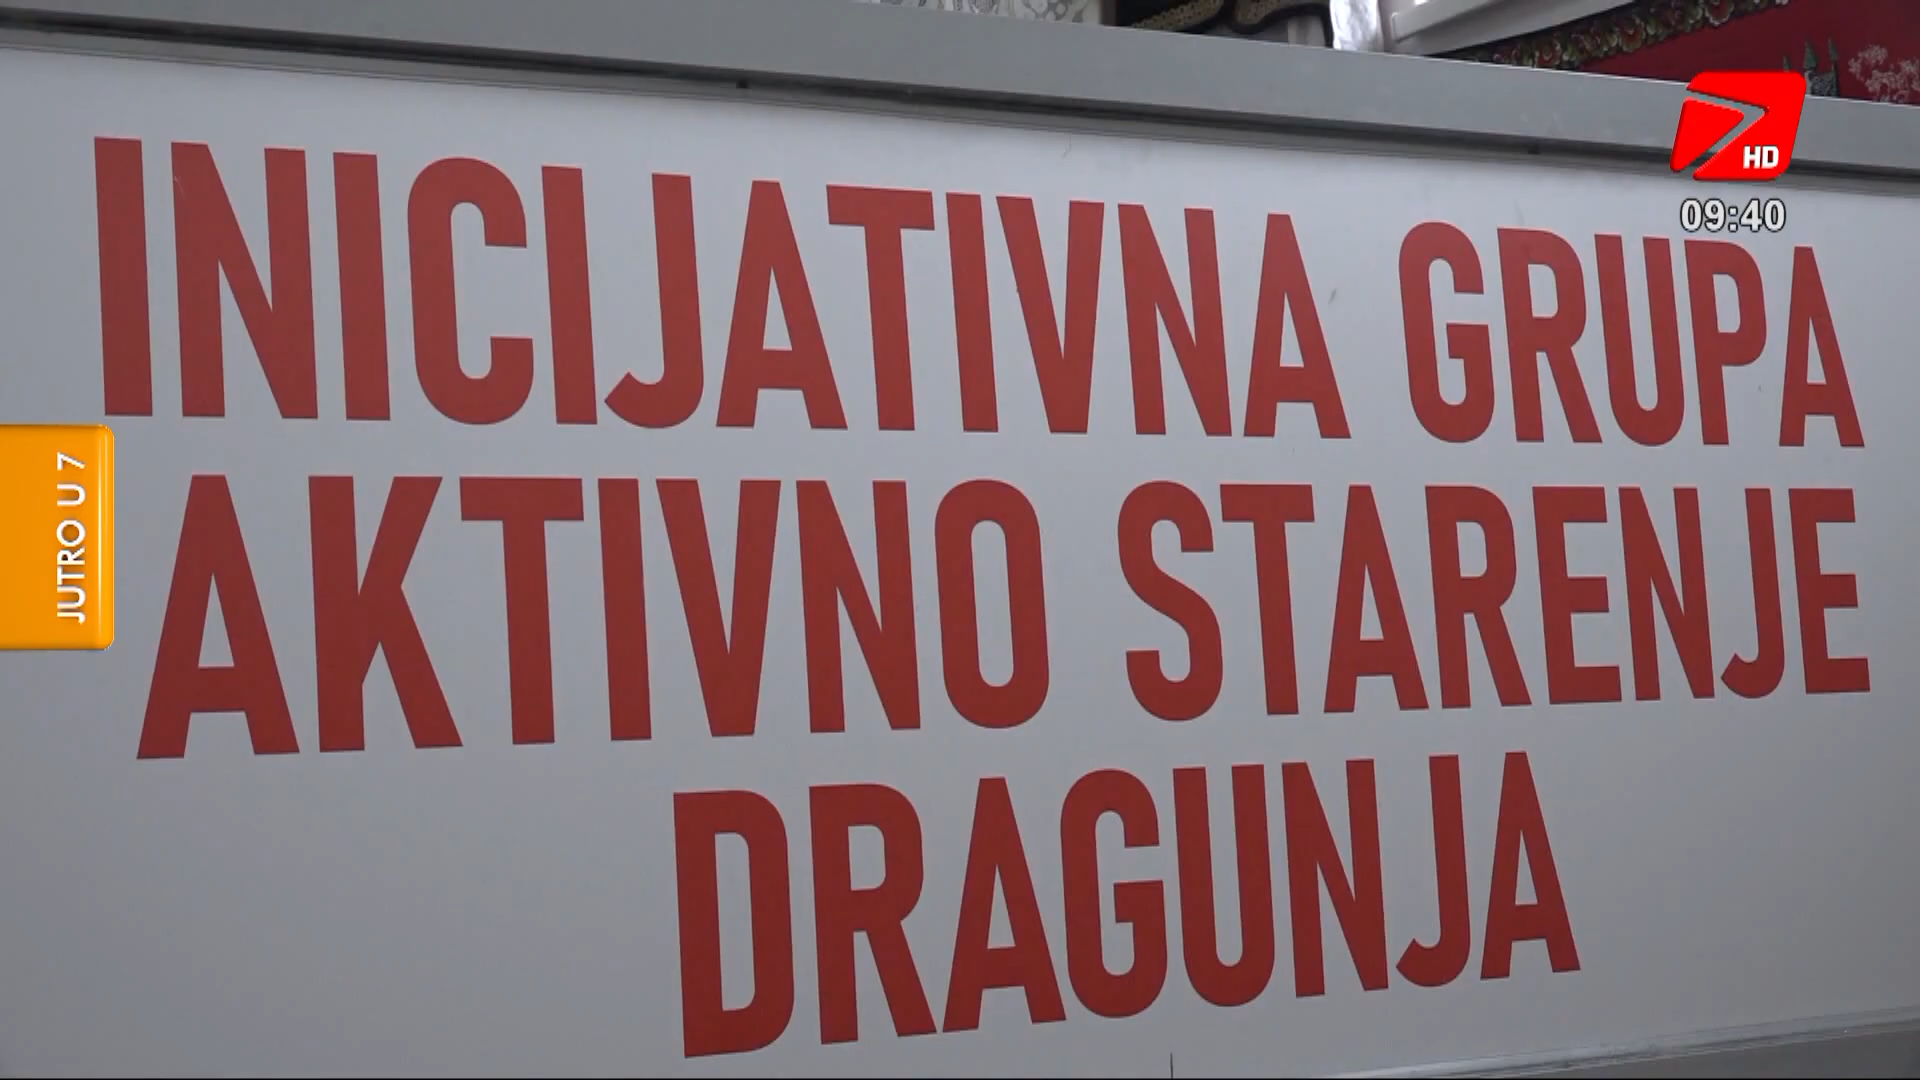 HD
09:40
INICIJATIVNA GRUPA
AKTIVNO STARENJE
DRAGUNJA
JUTRO U 7